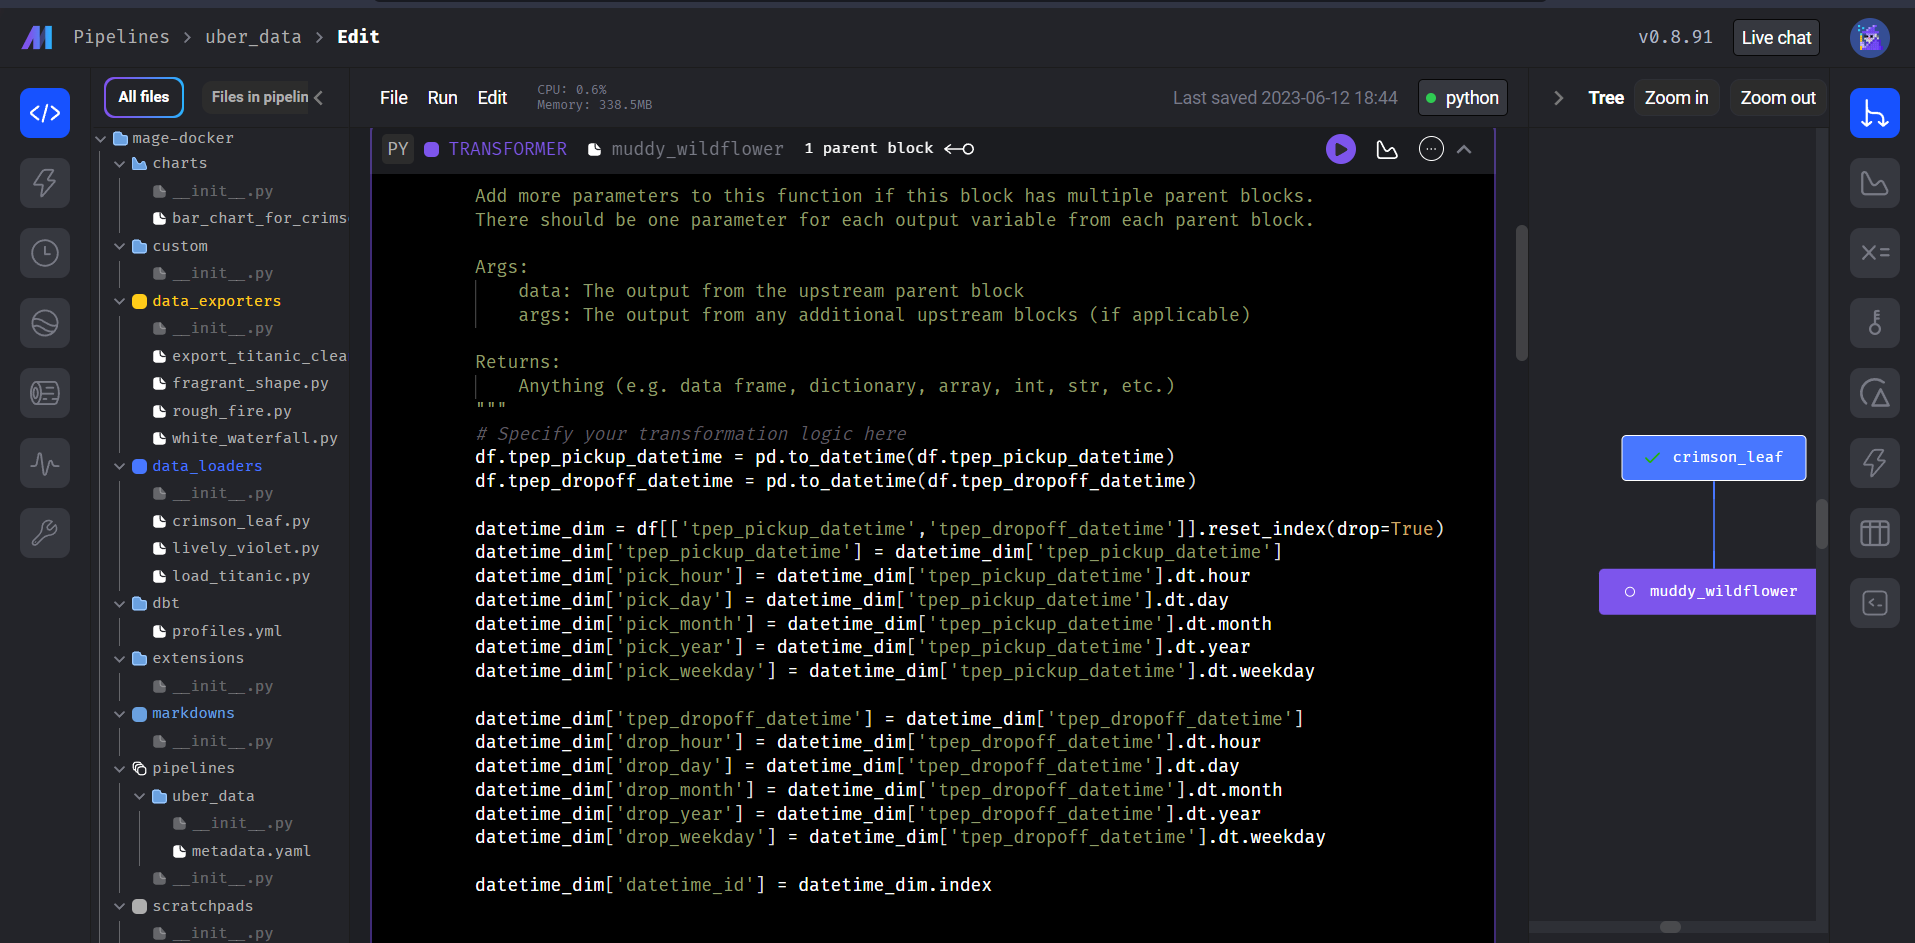 Pipelines > uber_data > Edit
v0.8.91
Live chat
All files
Files in pipelin
File Run Edit
CPU: 0.6%
Memory: 338.5MB
Last saved 2023-06-12 18:44
python
Tree
Zoom in
Zoom out
mage-docker
charts
__init__.py
bar_chart_for_crims
custom
__init__.py
data_exporters
__init__.py
export_titanic_clea
fragrant_shape.py
rough_fire.py
white_waterfall.py
data_loaders
__init__.py
crimson_leaf.py
lively_violet.py
load_titanic.py
dbt
profiles.yml
extensions
__init__.py
markdowns
__init__.py
pipelines
uber_data
__init__.py
metadata.yaml
__init__.py
scratchpads
__init__.py
PY TRANSFORMER muddy_wildflower 1 parent block
Add more parameters to this function if this block has multiple parent blocks.
There should be one parameter for each output variable from each parent block.
Args:
data: The output from the upstream parent block
args: The output from any additional upstream blocks (if applicable)
Returns:
Anything (e.g. data frame, dictionary, array, int, str, etc.)
"""
# Specify your transformation logic here
df.tpep_pickup_datetime = pd.to_datetime(df.tpep_pickup_datetime)
df.tpep_dropoff_datetime = pd.to_datetime(df.tpep_dropoff_datetime)
datetime_dim = df[['tpep_pickup_datetime','tpep_dropoff_datetime']].reset_index(drop=True)
datetime_dim['tpep_pickup_datetime'] = datetime_dim['tpep_pickup_datetime']
datetime_dim['pick_hour'] = datetime_dim['tpep_pickup_datetime'].dt.hour
datetime_dim['pick_day'] = datetime_dim['tpep_pickup_datetime'].dt.day
datetime_dim['pick_month'] = datetime_dim['tpep_pickup_datetime'].dt.month
datetime_dim['pick_year'] = datetime_dim['tpep_pickup_datetime'].dt.year
datetime_dim['pick_weekday'] = datetime_dim['tpep_pickup_datetime'].dt.weekday
datetime_dim['tpep_dropoff_datetime'] = datetime_dim['tpep_dropoff_datetime']
datetime_dim['drop_hour'] = datetime_dim['tpep_dropoff_datetime'].dt.hour
datetime_dim['drop_day'] = datetime_dim['tpep_dropoff_datetime'].dt.day
datetime_dim['drop_month'] = datetime_dim['tpep_dropoff_datetime'].dt.month
datetime_dim['drop_year'] = datetime_dim['tpep_dropoff_datetime'].dt.year
datetime_dim['drop_weekday'] = datetime_dim['tpep_dropoff_datetime'].dt.weekday
datetime_dim['datetime_id'] = datetime_dim.index
crimson_leaf
muddy_wildflower